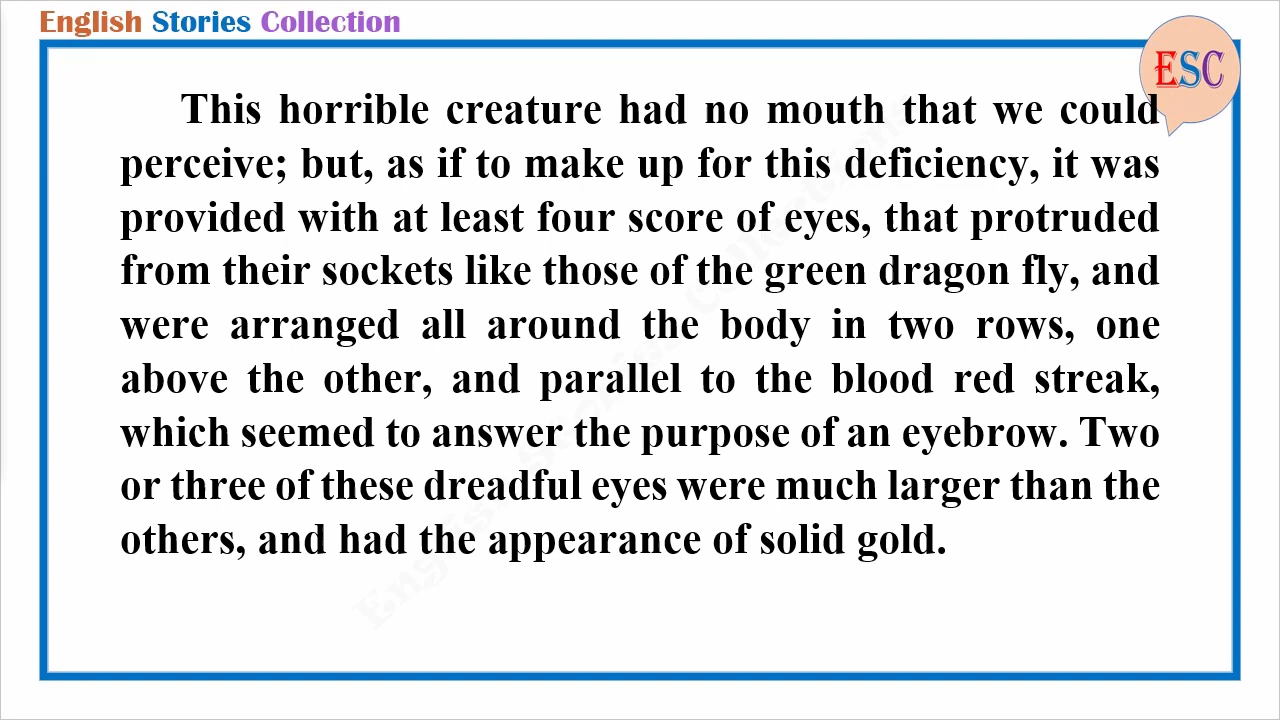 English Stories Collection
ESC
This horrible creature had no mouth that we could
perceive; but, as if to make up for this deficiency, it was
provided with at least four score of eyes, that protruded
from their sockets like those of the green dragon fly, and
were arranged all around the body in two rows, one
above the other, and parallel to the blood red streak,
which seemed to answer the purpose of an eyebrow. Two
or three of these dreadful eyes were much larger than the
others, and had the appearance of solid gold.
English Stories Collection